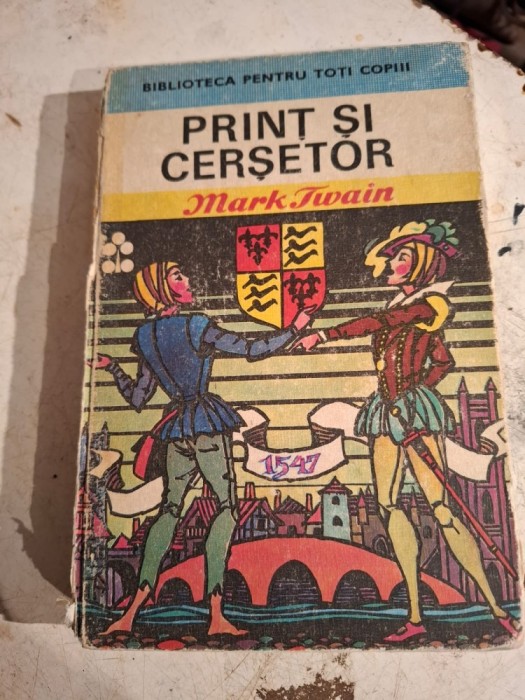 BIBLIOTECA PENTRU TOȚI COPIII
PRINȚ ȘI
CERȘETOR
Mark Twain
1547